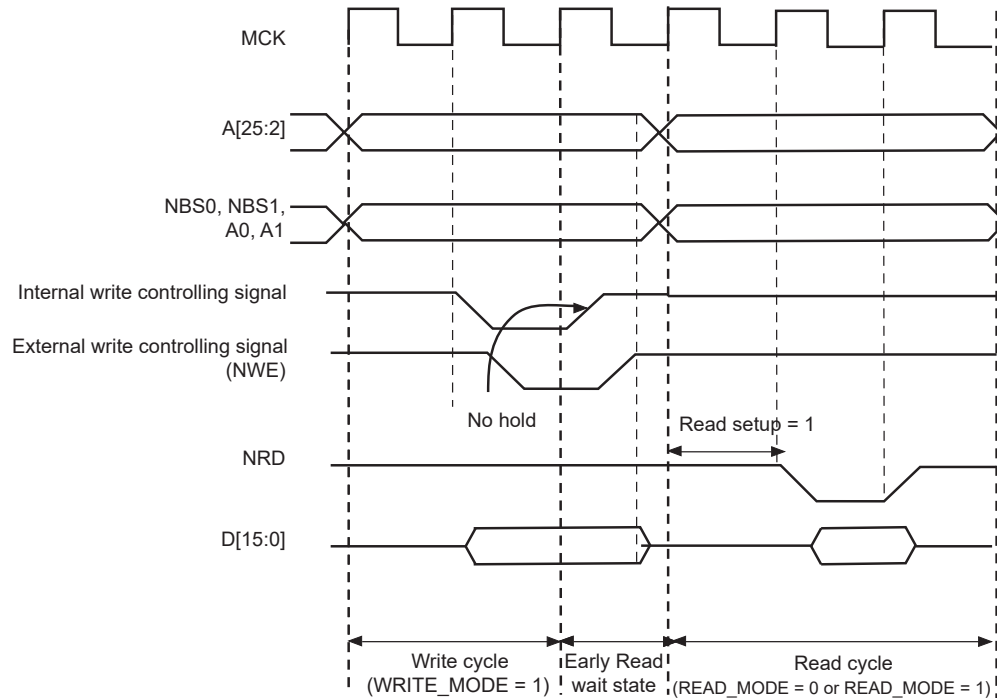 MCK
A[25:2]
NBS0, NBS1,
A0, A1
Internal write controlling signal
External write controlling signal
(NWE)
No hold
Read setup = 1
NRD
D[15:0]
Write cycle
(WRITE_MODE = 1)
Early Read
wait state
Read cycle
(READ_MODE = 0 or READ_MODE = 1)